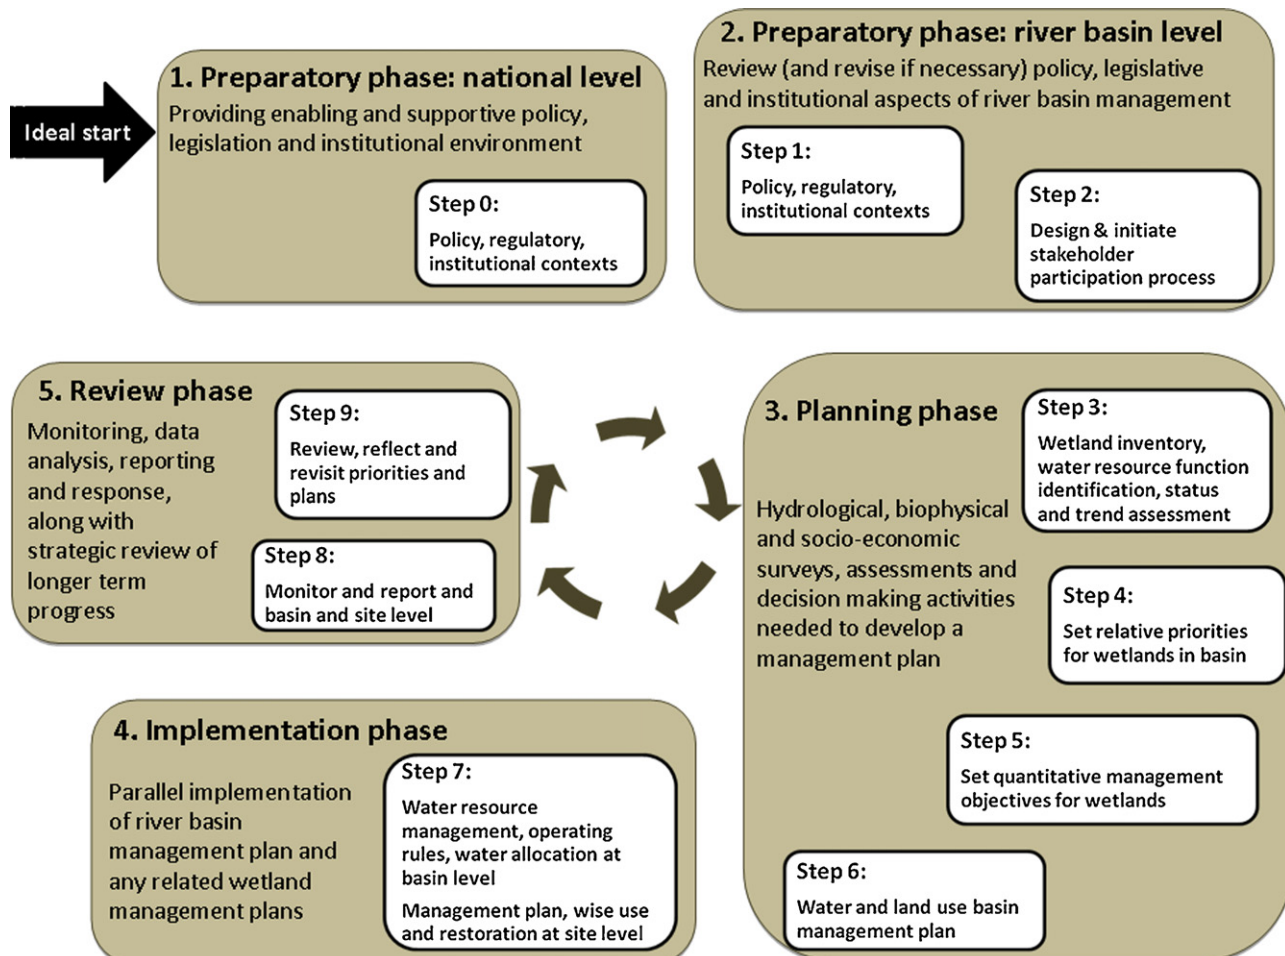 Ideal start
1. Preparatory phase: national level
Providing enabling and supportive policy,
legislation and institutional environment
Step 0:
Policy, regulatory,
institutional contexts
2. Preparatory phase: river basin level
Review (and revise if necessary) policy, legislative
and institutional aspects of river basin management
Step 1:
Policy, regulatory,
institutional contexts
Step 2:
Design & initiate
stakeholder
participation process
3. Planning phase
Hydrological, biophysical
and socio-economic
surveys, assessments and
decision making activities
needed to develop a
management plan
Step 3:
Wetland inventory,
water resource function
identification, status
and trend assessment
Step 4:
Set relative priorities
for wetlands in basin
Step 5:
Set quantitative management
objectives for wetlands
Step 6:
Water and land use basin
management plan
4. Implementation phase
Parallel implementation
of river basin
management plan and
any related wetland
management plans
Step 7:
Water resource
management, operating
rules, water allocation at
basin level
Management plan, wise use
and restoration at site level
5. Review phase
Monitoring, data
analysis, reporting
and response,
along with
strategic review of
longer term
progress
Step 9:
Review, reflect and
revisit priorities and
plans
Step 8:
Monitor and report and
basin and site level